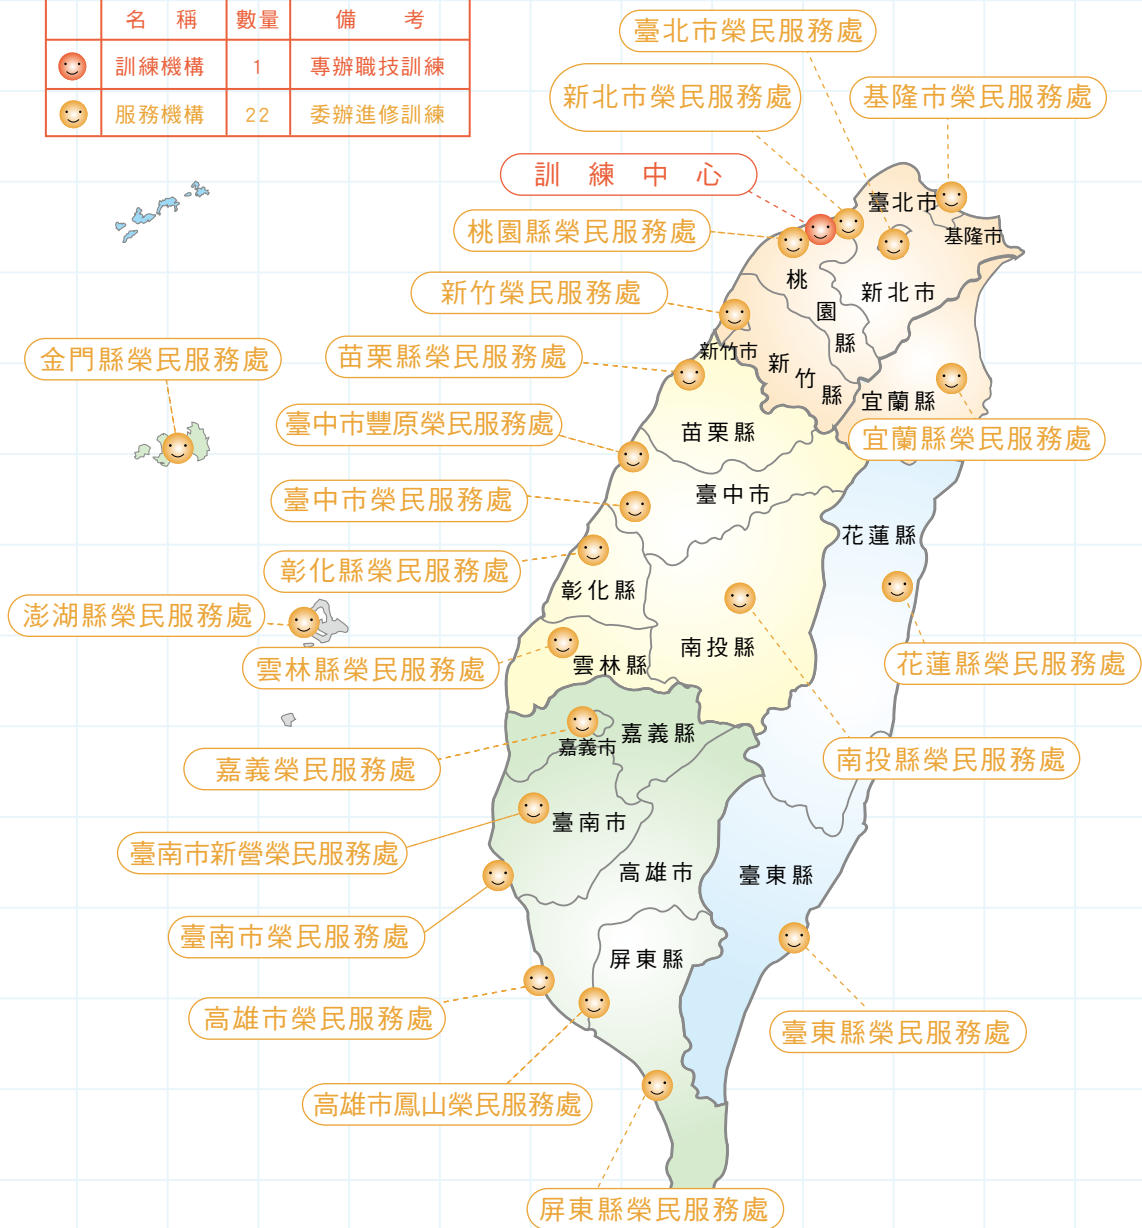 名稱 數量 備考
訓練機構 1 專辦職技訓練
服務機構 22 委辦進修訓練
臺北市榮民服務處
新北市榮民服務處
基隆市榮民服務處
訓練中心
桃園縣榮民服務處
新竹榮民服務處
苗栗縣榮民服務處
金門縣榮民服務處
臺中市豐原榮民服務處
宜蘭縣榮民服務處
臺中市榮民服務處
彰化縣榮民服務處
澎湖縣榮民服務處
雲林縣榮民服務處
花蓮縣榮民服務處
嘉義榮民服務處
南投縣榮民服務處
臺南市新營榮民服務處
臺南市榮民服務處
高雄市榮民服務處
臺東縣榮民服務處
高雄市鳳山榮民服務處
屏東縣榮民服務處
臺北市
基隆市
新北市
桃園縣
新竹市
新竹縣
宜蘭縣
苗栗縣
臺中市
花蓮縣
彰化縣
南投縣
雲林縣
嘉義縣
嘉義市
臺南市
高雄市
臺東縣
屏東縣